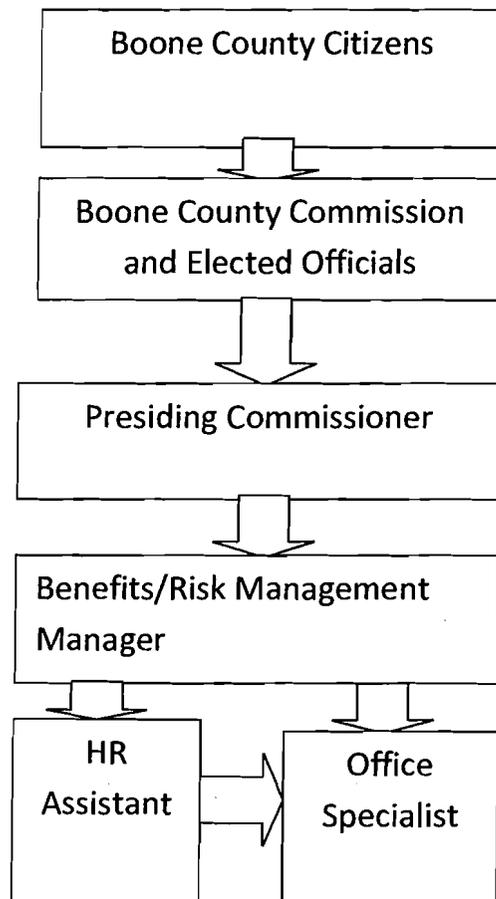 Boone County Citizens
Boone County Commission
and Elected Officials
Presiding Commissioner
Benefits/Risk Management
Manager
HR
Assistant
Office
Specialist